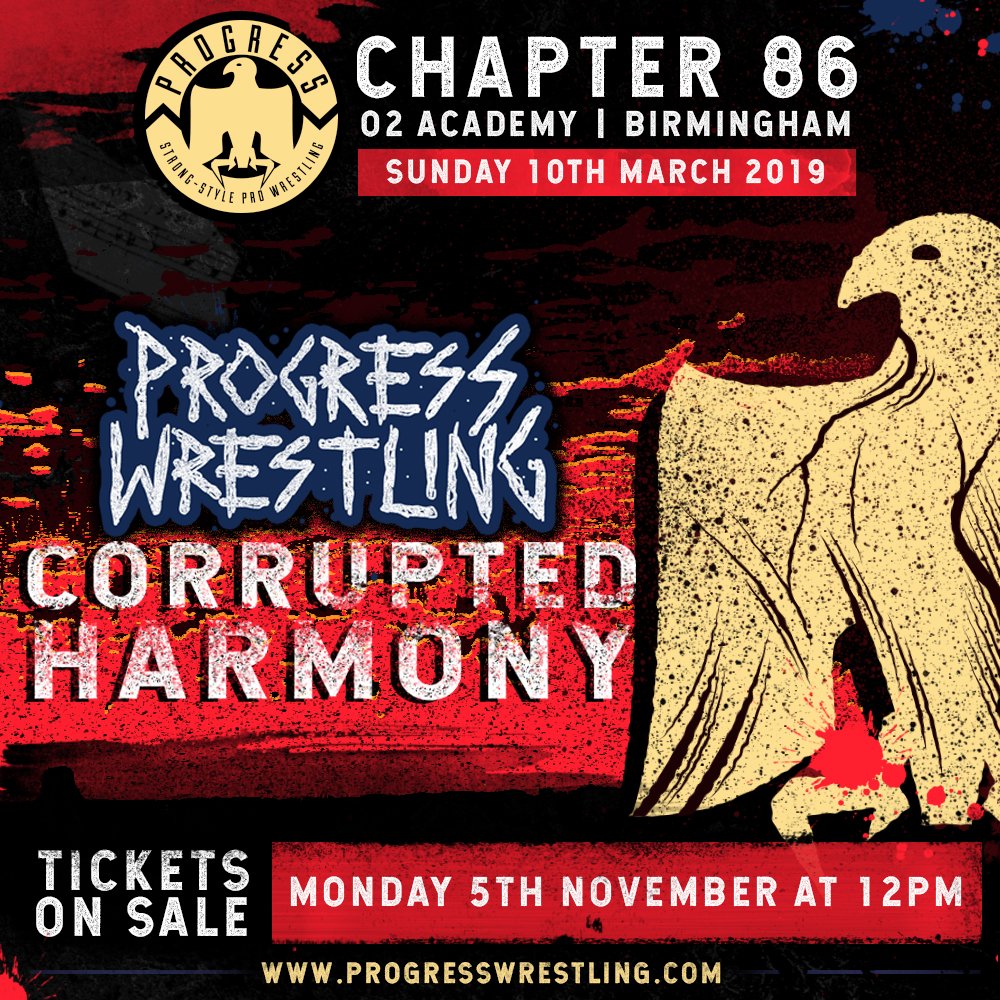 PROGRESS
STRONG-STYLE PRO WRESTLING
CHAPTER 86
O2 ACADEMY | BIRMINGHAM
SUNDAY 10TH MARCH 2019
PROGRESS
WRESTLING
CORRUPTED
HARMONY
TICKETS
ON SALE
MONDAY 5TH NOVEMBER AT 12PM
WWW.PROGRESSWRESTLING.COM